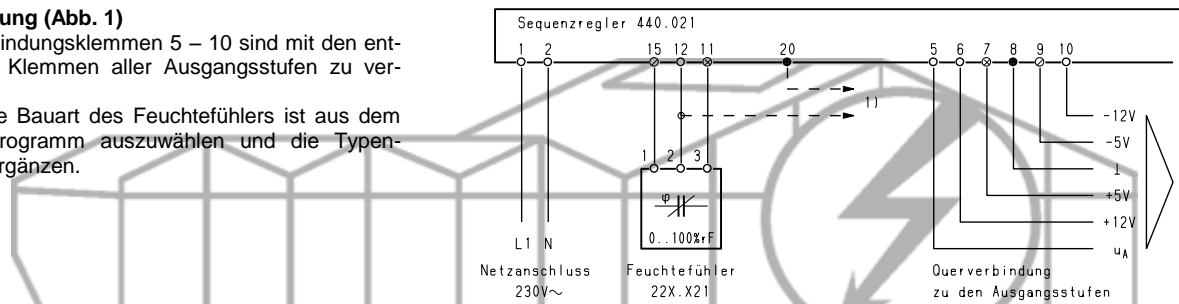 ung (Abb. 1)
indungsklemmen 5 – 10 sind mit den ent-
Klemmen aller Ausgangsstufen zu ver-
e Bauart des Feuchtefühlers ist aus dem
rogramm auszuwählen und die Typen-
rgänzen.
Sequenzregler 440.021
1 2 15 12 11 20 5 6 7 8 9 10
1)
-12V
-5V
⊥
+5V
+12V
uA
1 2 3
φ
0..100%rF
L1 N
Netzanschluss
230V~
Feuchtefühler
22X.X21
Querverbindung
zu den Ausgangsstufen